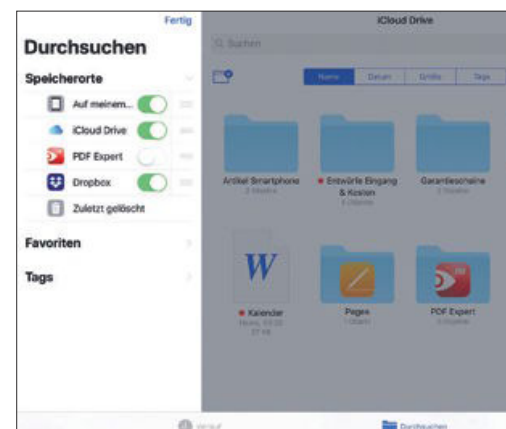 Fertig
Durchsuchen
Speicherorte
Auf meinem...
iCloud Drive
PDF Expert
Dropbox
Zuletzt gelöscht
Favoriten
Tags
iCloud Drive
Suchen
Name Datum Größe Tags
Artikel Smartphone
Entwürfe Eingang
& Kosten
Garantiescheine
W
Kalender
Pages
PDF Expert
Durchsuchen